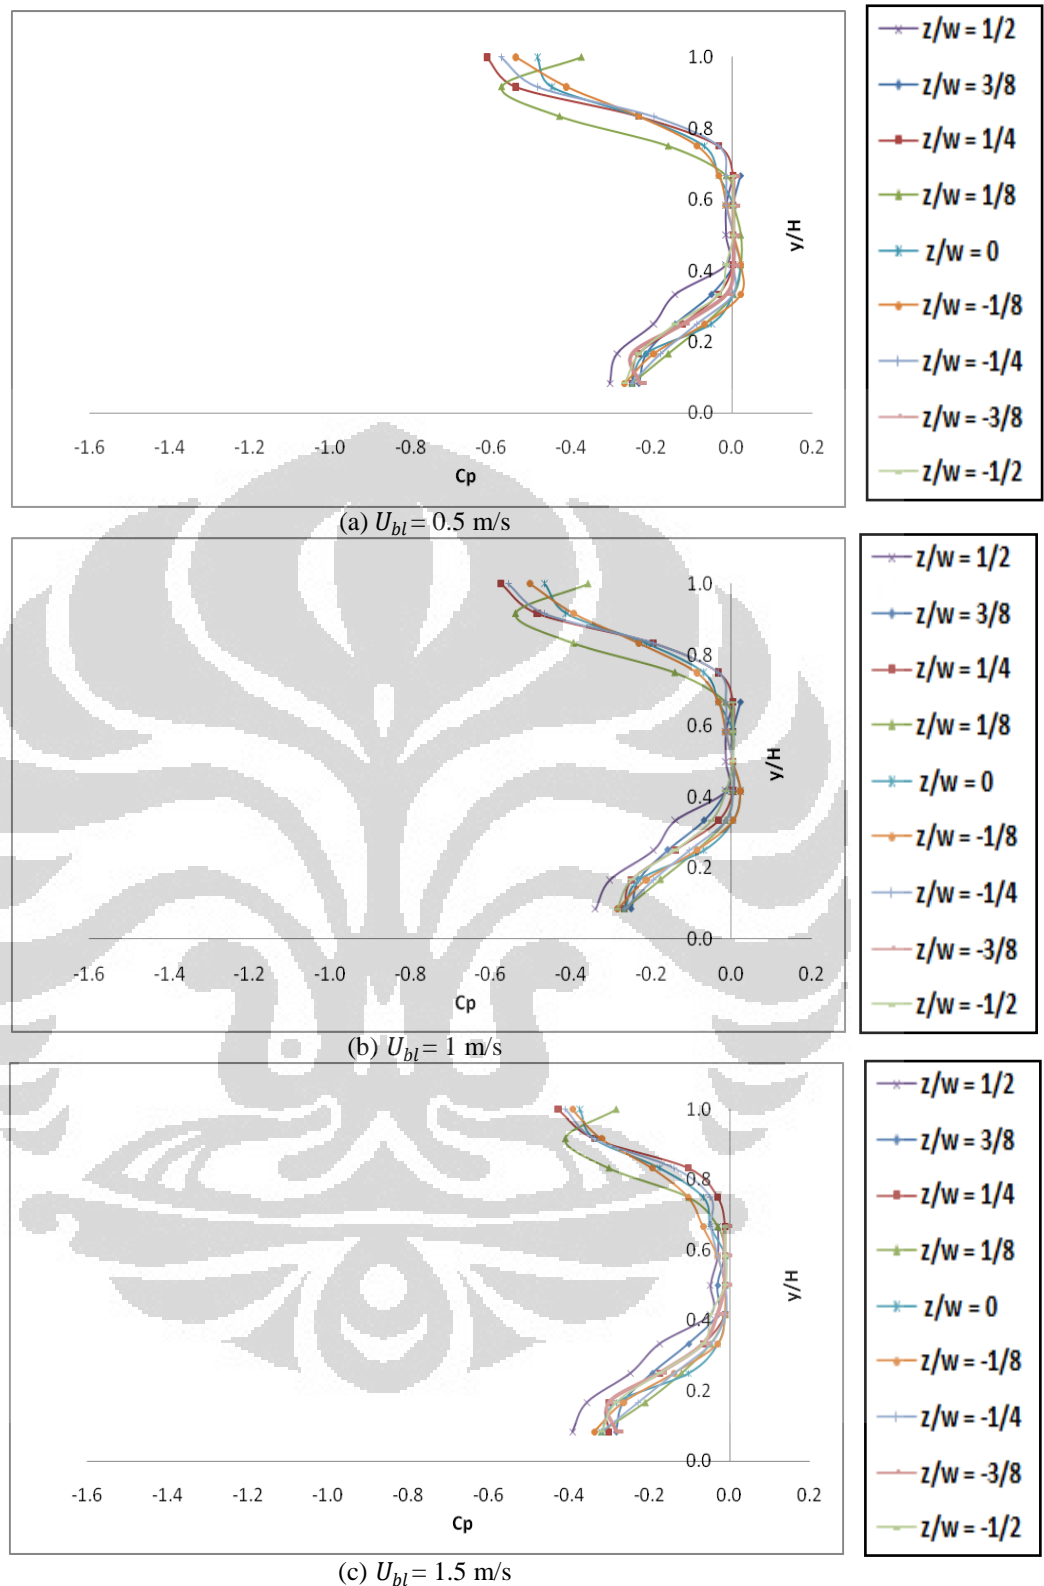 z/w = 1/2
z/w = 3/8
z/w = 1/4
z/w = 1/8
z/w = 0
z/w = -1/8
z/w = -1/4
z/w = -3/8
z/w = -1/2
1.0
0.8
0.6
0.4
0.2
0.0
y/H
-1.6 -1.4 -1.2 -1.0 -0.8 -0.6 -0.4 -0.2 0.0 0.2
Cp
(a) U_bl = 0.5 m/s
z/w = 1/2
z/w = 3/8
z/w = 1/4
z/w = 1/8
z/w = 0
z/w = -1/8
z/w = -1/4
z/w = -3/8
z/w = -1/2
1.0
0.8
0.6
0.4
0.2
0.0
y/H
-1.6 -1.4 -1.2 -1.0 -0.8 -0.6 -0.4 -0.2 0.0 0.2
Cp
(b) U_bl = 1 m/s
z/w = 1/2
z/w = 3/8
z/w = 1/4
z/w = 1/8
z/w = 0
z/w = -1/8
z/w = -1/4
z/w = -3/8
z/w = -1/2
1.0
0.8
0.6
0.4
0.2
0.0
y/H
-1.6 -1.4 -1.2 -1.0 -0.8 -0.6 -0.4 -0.2 0.0 0.2
Cp
(c) U_bl = 1.5 m/s